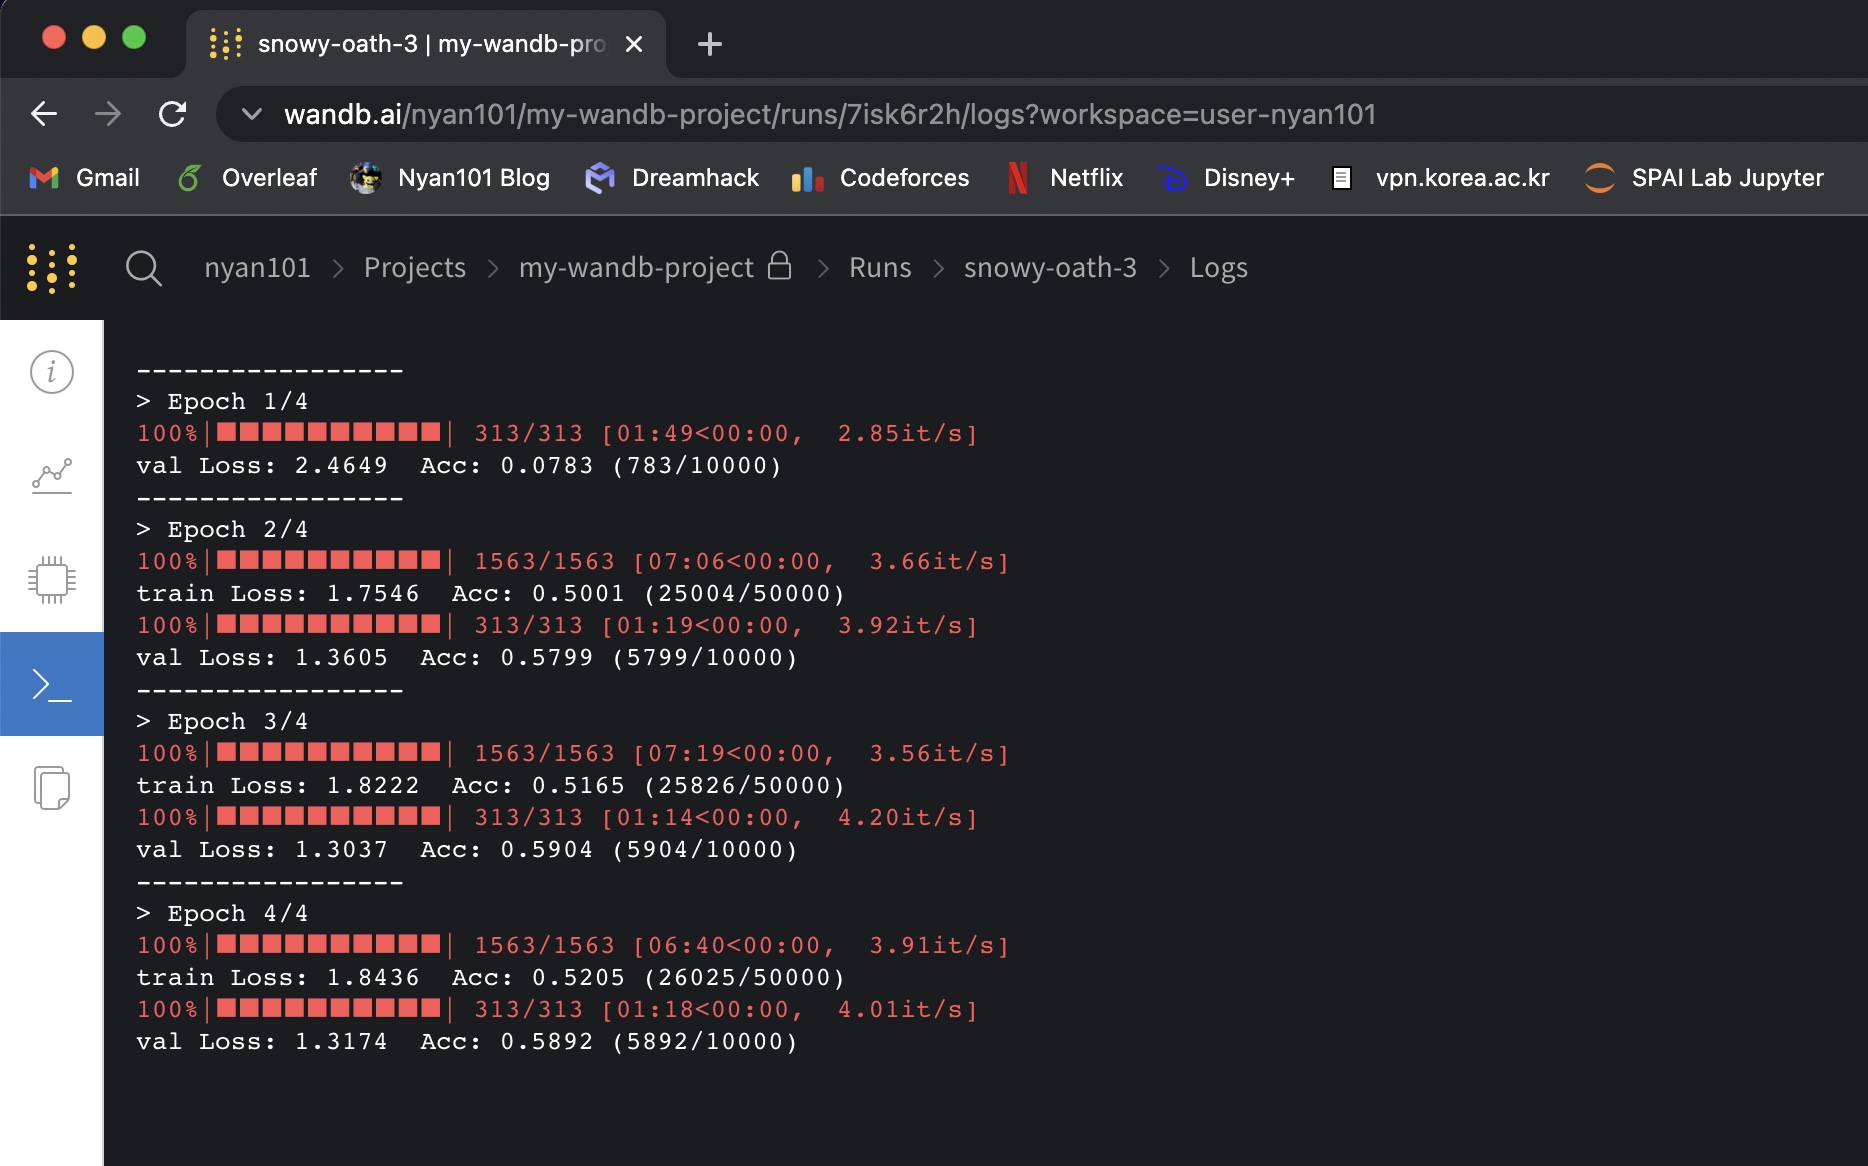 snowy-oath-3 | my-wandb-pro
wandb.ai/nyan101/my-wandb-project/runs/7isk6r2h/logs?workspace=user-nyan101
Gmail Overleaf Nyan101 Blog Dreamhack Codeforces Netflix Disney+ vpn.korea.ac.kr SPAI Lab Jupyter
nyan101 > Projects > my-wandb-project > Runs > snowy-oath-3 > Logs
-----------------
> Epoch 1/4
100%|██████████| 313/313 [01:49<00:00,  2.85it/s]
val Loss: 2.4649  Acc: 0.0783 (783/10000)
-----------------
> Epoch 2/4
100%|██████████| 1563/1563 [07:06<00:00,  3.66it/s]
train Loss: 1.7546  Acc: 0.5001 (25004/50000)
100%|██████████| 313/313 [01:19<00:00,  3.92it/s]
val Loss: 1.3605  Acc: 0.5799 (5799/10000)
-----------------
> Epoch 3/4
100%|██████████| 1563/1563 [07:19<00:00,  3.56it/s]
train Loss: 1.8222  Acc: 0.5165 (25826/50000)
100%|██████████| 313/313 [01:14<00:00,  4.20it/s]
val Loss: 1.3037  Acc: 0.5904 (5904/10000)
-----------------
> Epoch 4/4
100%|██████████| 1563/1563 [06:40<00:00,  3.91it/s]
train Loss: 1.8436  Acc: 0.5205 (26025/50000)
100%|██████████| 313/313 [01:18<00:00,  4.01it/s]
val Loss: 1.3174  Acc: 0.5892 (5892/10000)